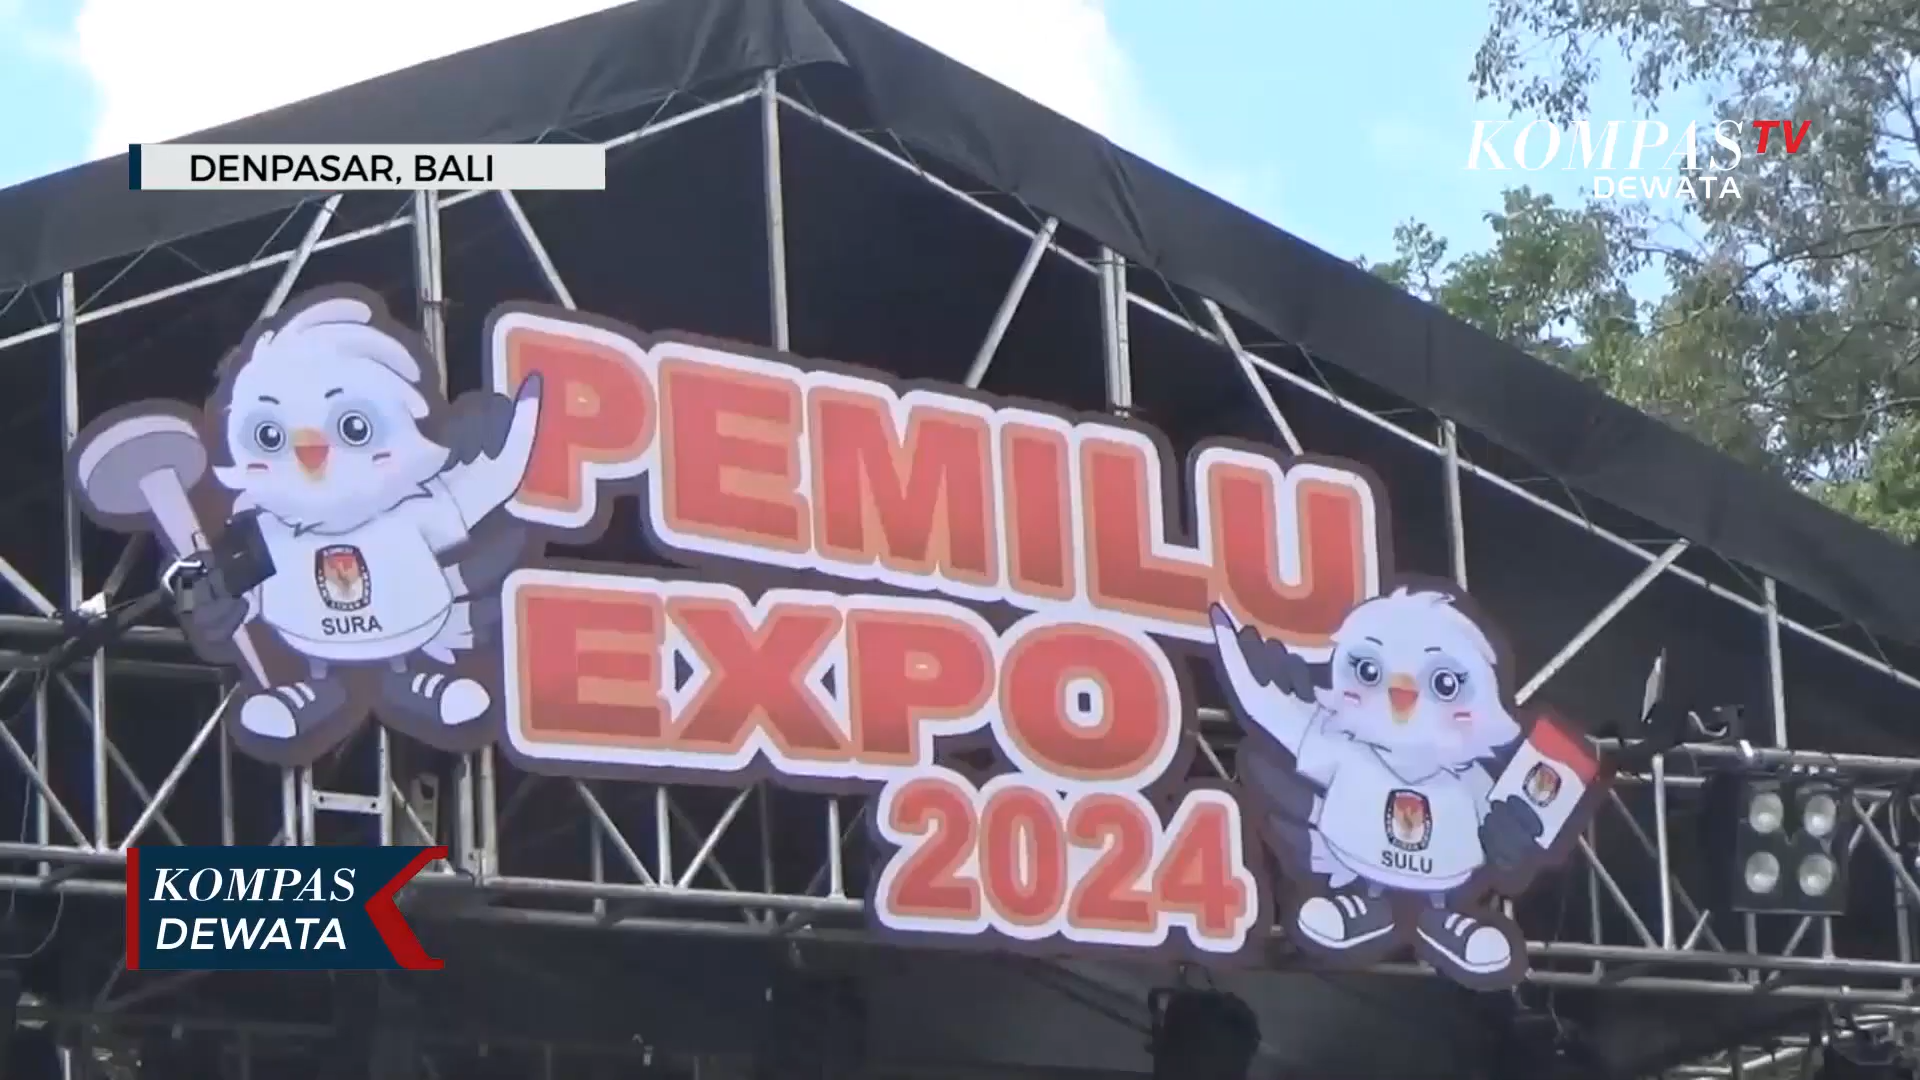 DENPASAR, BALI
KOMPAS TV
DEWATA
PEMILU
EXPO
2024
SURA
SULU
KOMPAS
DEWATA